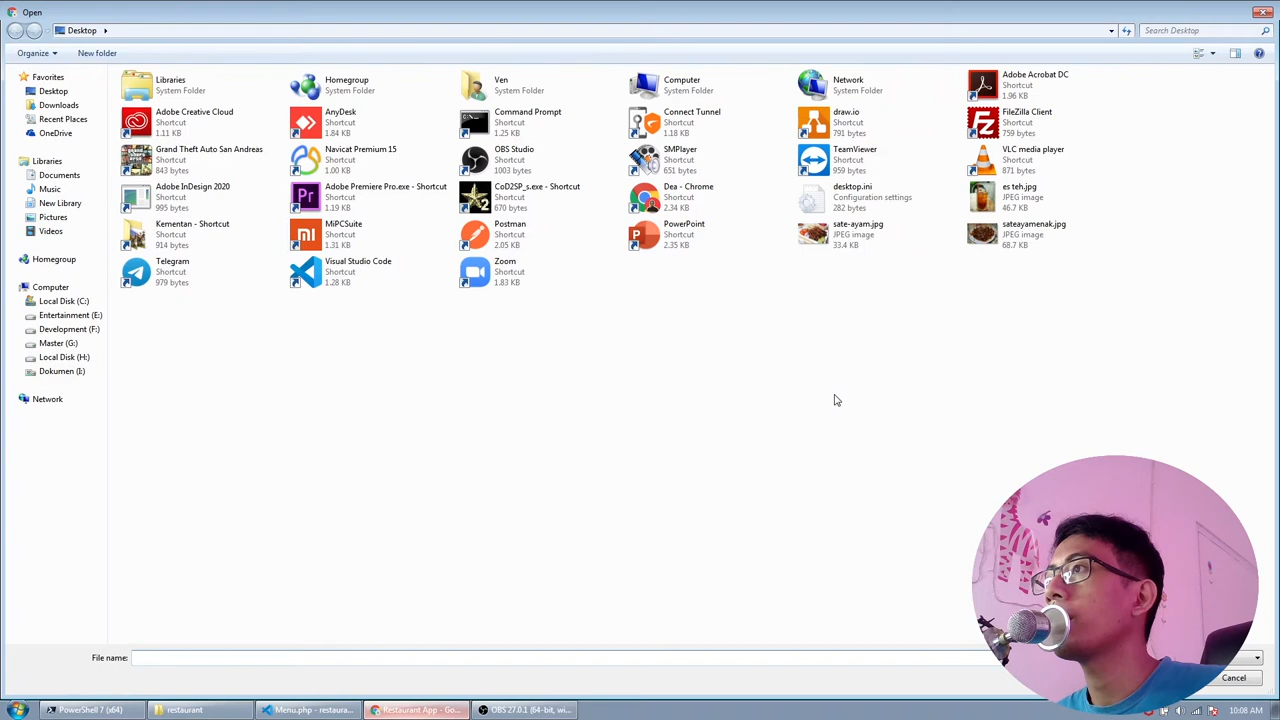 Open
Desktop
Search Desktop
Organize
New folder
Favorites
Desktop
Downloads
Recent Places
OneDrive
Libraries
Documents
Music
New Library
Pictures
Videos
Homegroup
Computer
Local Disk (C:)
Entertainment (E:)
Development (F:)
Master (G:)
Local Disk (H:)
Dokumen (I:)
Network
Libraries
System Folder
Homegroup
System Folder
Ven
System Folder
Computer
System Folder
Network
System Folder
Adobe Acrobat DC
Shortcut
1.96 KB
Adobe Creative Cloud
Shortcut
1.11 KB
AnyDesk
Shortcut
1.84 KB
Command Prompt
Shortcut
1.25 KB
Connect Tunnel
Shortcut
1.18 KB
draw.io
Shortcut
791 bytes
FileZilla Client
Shortcut
759 bytes
Grand Theft Auto San Andreas
Shortcut
843 bytes
Navicat Premium 15
Shortcut
1.00 KB
OBS Studio
Shortcut
1003 bytes
SMPlayer
Shortcut
651 bytes
TeamViewer
Shortcut
959 bytes
VLC media player
Shortcut
871 bytes
Adobe InDesign 2020
Shortcut
995 bytes
Adobe Premiere Pro.exe - Shortcut
Shortcut
1.19 KB
CoD2SP_s.exe - Shortcut
Shortcut
670 bytes
Dea - Chrome
Shortcut
2.34 KB
desktop.ini
Configuration settings
282 bytes
es teh.jpg
JPEG image
46.7 KB
Kementan - Shortcut
Shortcut
914 bytes
MiPCSuite
Shortcut
1.31 KB
Postman
Shortcut
2.05 KB
PowerPoint
Shortcut
2.35 KB
sate-ayam.jpg
JPEG image
33.4 KB
sateayamenak.jpg
JPEG image
68.7 KB
Telegram
Shortcut
979 bytes
Visual Studio Code
Shortcut
1.28 KB
Zoom
Shortcut
1.83 KB
File name:
Cancel
PowerShell 7 (x64)
restaurant
Menu.php - restaura...
Restaurant App - Go...
OBS 27.0.1 (64-bit, wi...
10:08 AM